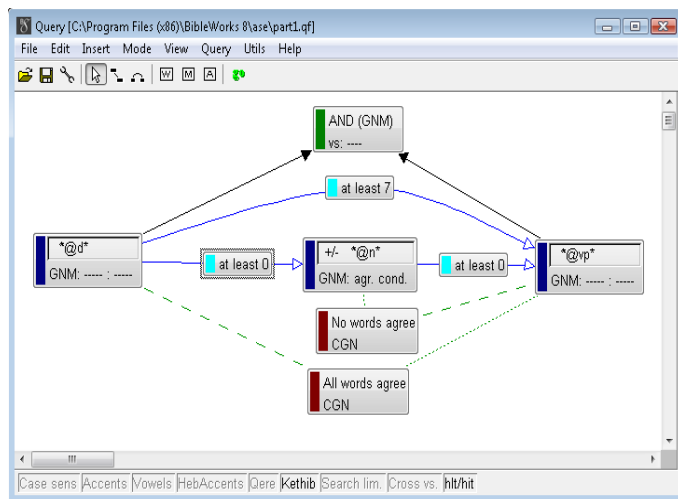 Query [C:\Program Files (x86)\BibleWorks 8\ase\part1.qf]
File Edit Insert Mode View Query Utils Help
W M A
AND (GNM)
vs: ----
at least 7
*@d*
GNM: ----- : -----
at least 0
+/- *@n*
GNM: agr. cond.
at least 0
*@vp*
GNM: ----- : -----
No words agree
CGN
All words agree
CGN
Case sens Accents Vowels HebAccents Qere Kethib Search lim. Cross vs. hlt/hit